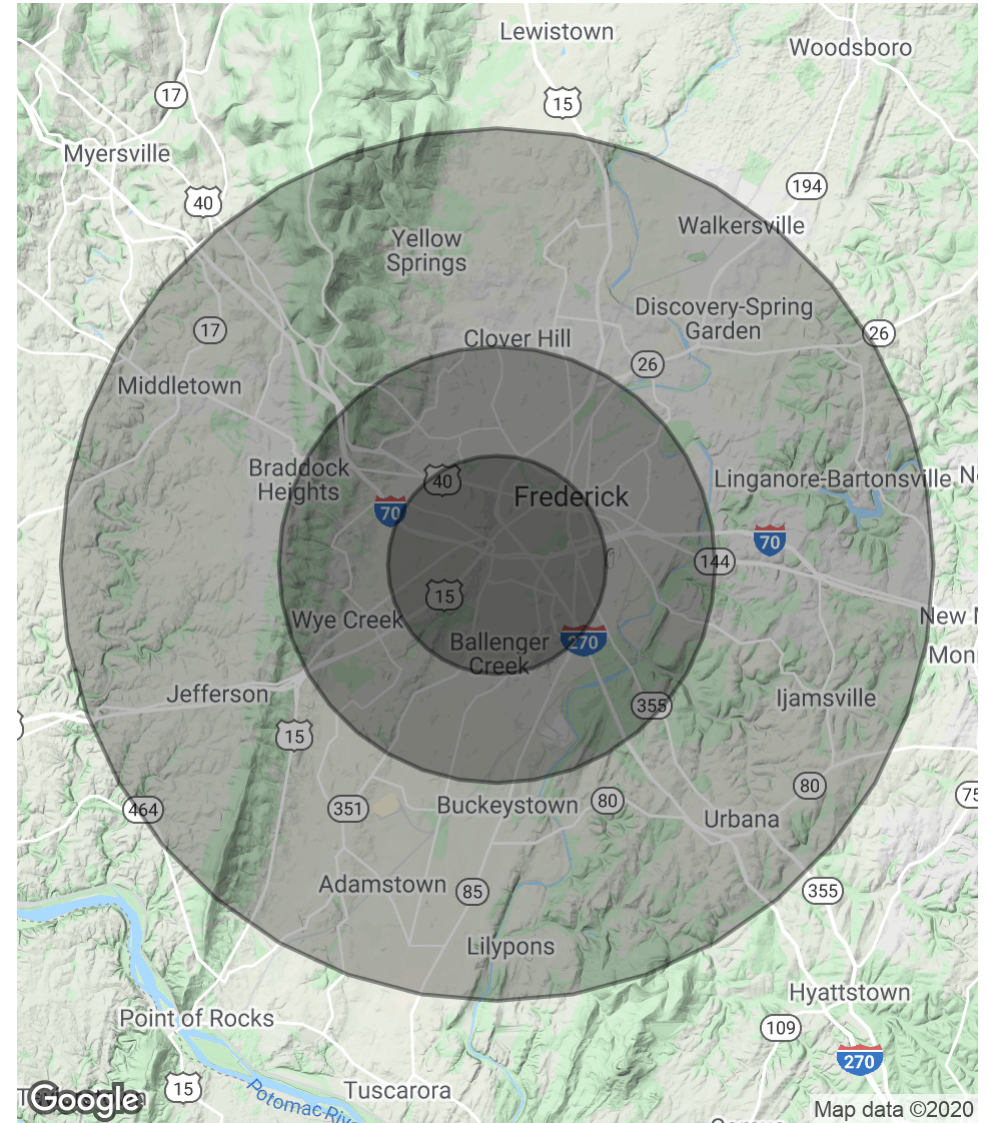 Lewistown
Woodsboro
17
15
Myersville
194
40
Walkersville
Yellow
Springs
Discovery-Spring
Garden
17
26
Clover Hill
26
Middletown
Braddock
Heights
Linganore-Bartonsville
40
Frederick
70
70
144
15
Wye Creek
New
Ballenger
Creek
270
Jefferson
Ijamsville
355
15
80
464
351
Buckeystown
80
75
Urbana
Adamstown
85
355
Lilypons
Hyattstown
Point of Rocks
109
270
15
Tuscarora
Potomac
Google
Map data ©2020